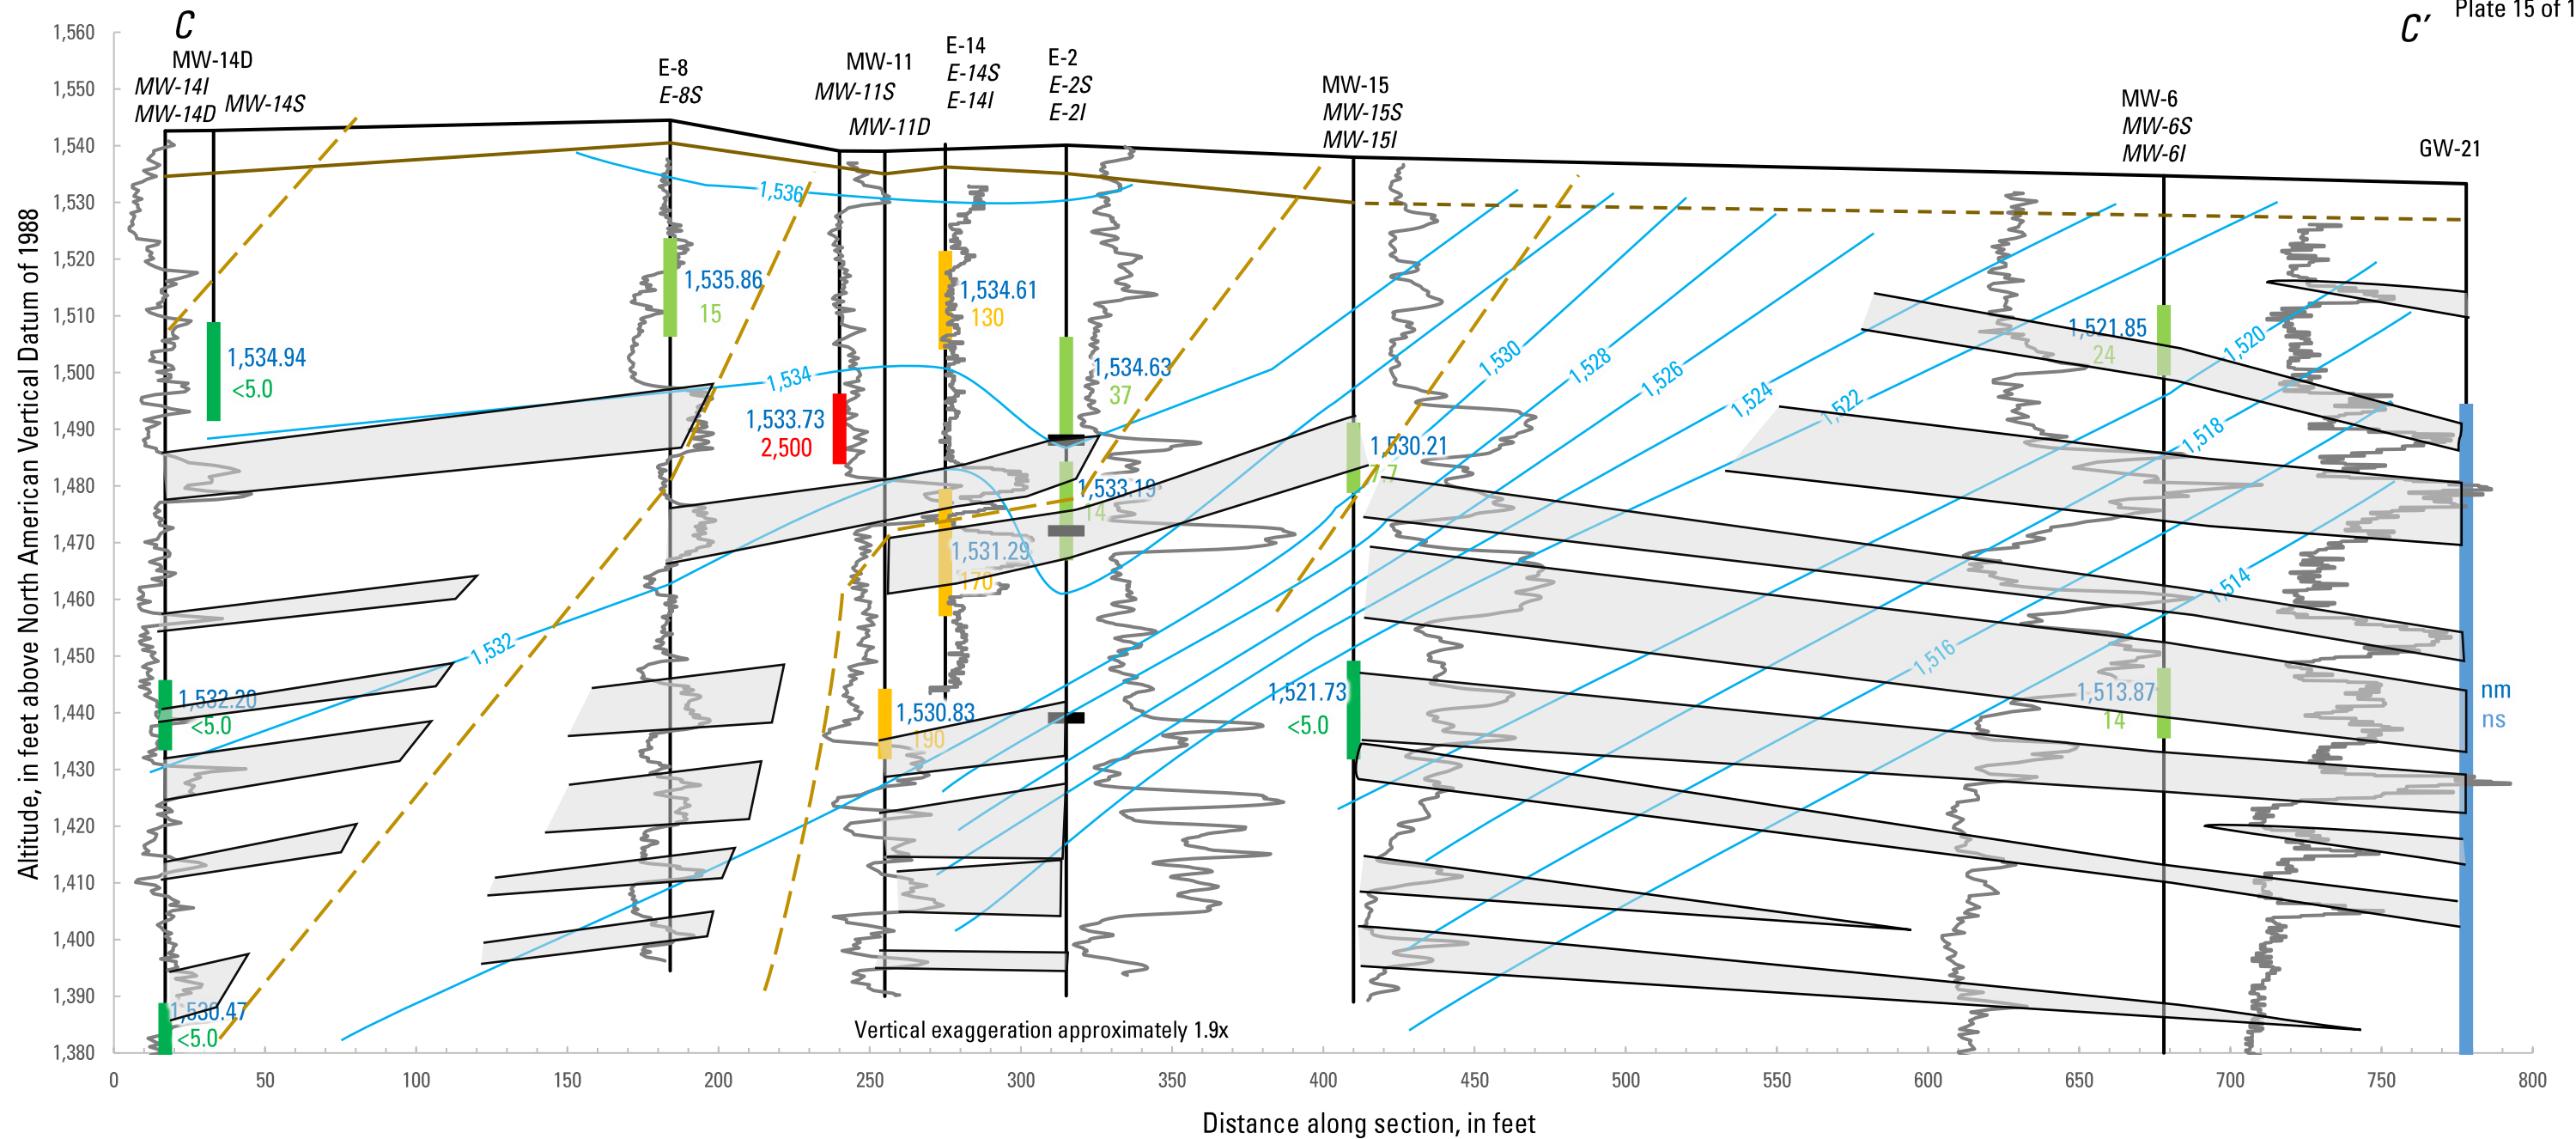 Plate 15 of 1
C
C′
MW-14D
MW-14I
MW-14D
MW-14S
E-8
E-8S
MW-11
MW-11S
MW-11D
E-14
E-14S
E-14I
E-2
E-2S
E-2I
MW-15
MW-15S
MW-15I
MW-6
MW-6S
MW-6I
GW-21
Altitude, in feet above North American Vertical Datum of 1988
1,560
1,550
1,540
1,530
1,520
1,510
1,500
1,490
1,480
1,470
1,460
1,450
1,440
1,430
1,420
1,410
1,400
1,390
1,380
1,534.94
<5.0
1,532.20
<5.0
1,530.47
<5.0
1,535.86
15
1,533.73
2,500
1,530.83
190
1,534.61
130
1,531.29
170
1,534.63
37
1,533.19
14
1,530.21
7.7
1,521.73
<5.0
1,521.85
24
1,513.87
14
nm
ns
1,536
1,534
1,532
1,530
1,528
1,526
1,524
1,522
1,520
1,518
1,516
1,514
Vertical exaggeration approximately 1.9x
0 50 100 150 200 250 300 350 400 450 500 550 600 650 700 750 800
Distance along section, in feet